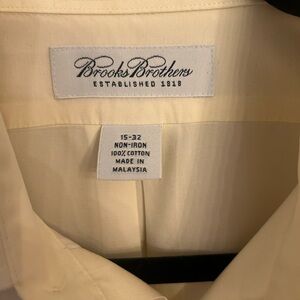 Brooks Brothers
ESTABLISHED 1818
15-32
NON-IRON
100% COTTON
MADE IN
MALAYSIA